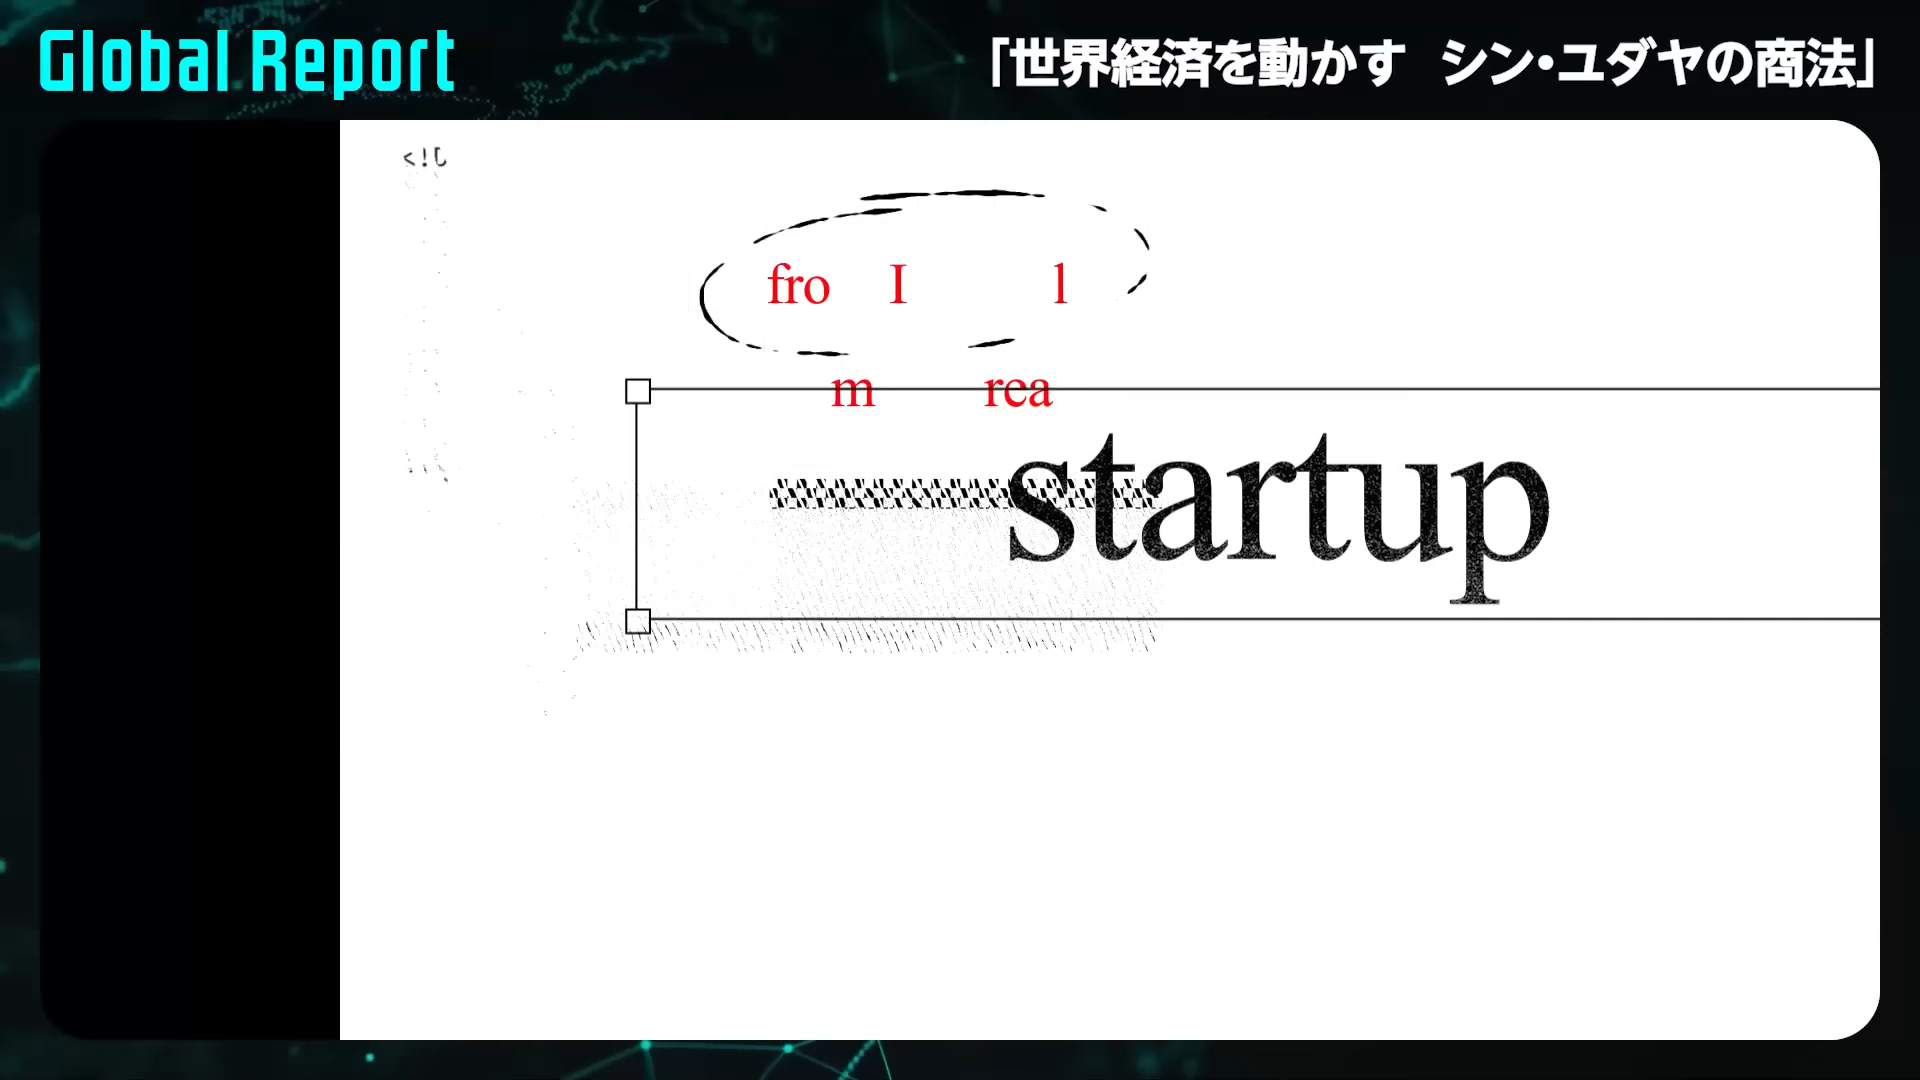 Global Report
「世界経済を動かす シン・ユダヤの商法」
<!
fro I l
m rea
startup